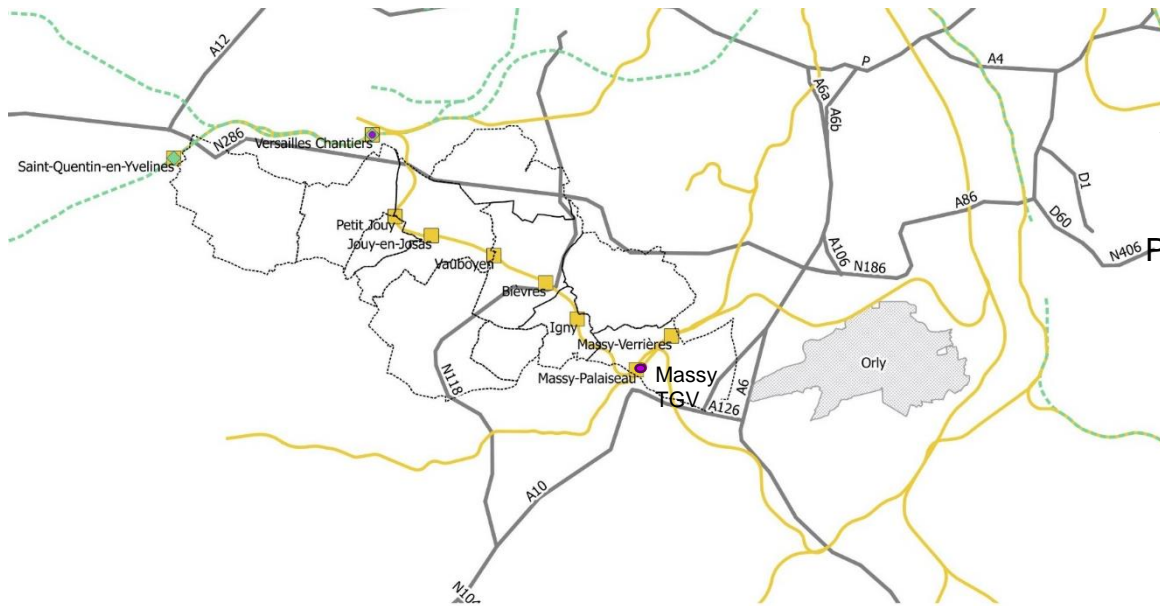 A12
P
A4
A6a
A6b
N286
Versailles Chantiers
Saint-Quentin-en-Yvelines
D1
A86
D60
Petit Jouy
Jouy-en-Josas
A106
N406
P
Vauboyen
N186
Bièvres
Igny
Massy-Verrières
Orly
N118
Massy-Palaiseau
Massy
TGV
A6
A126
A10